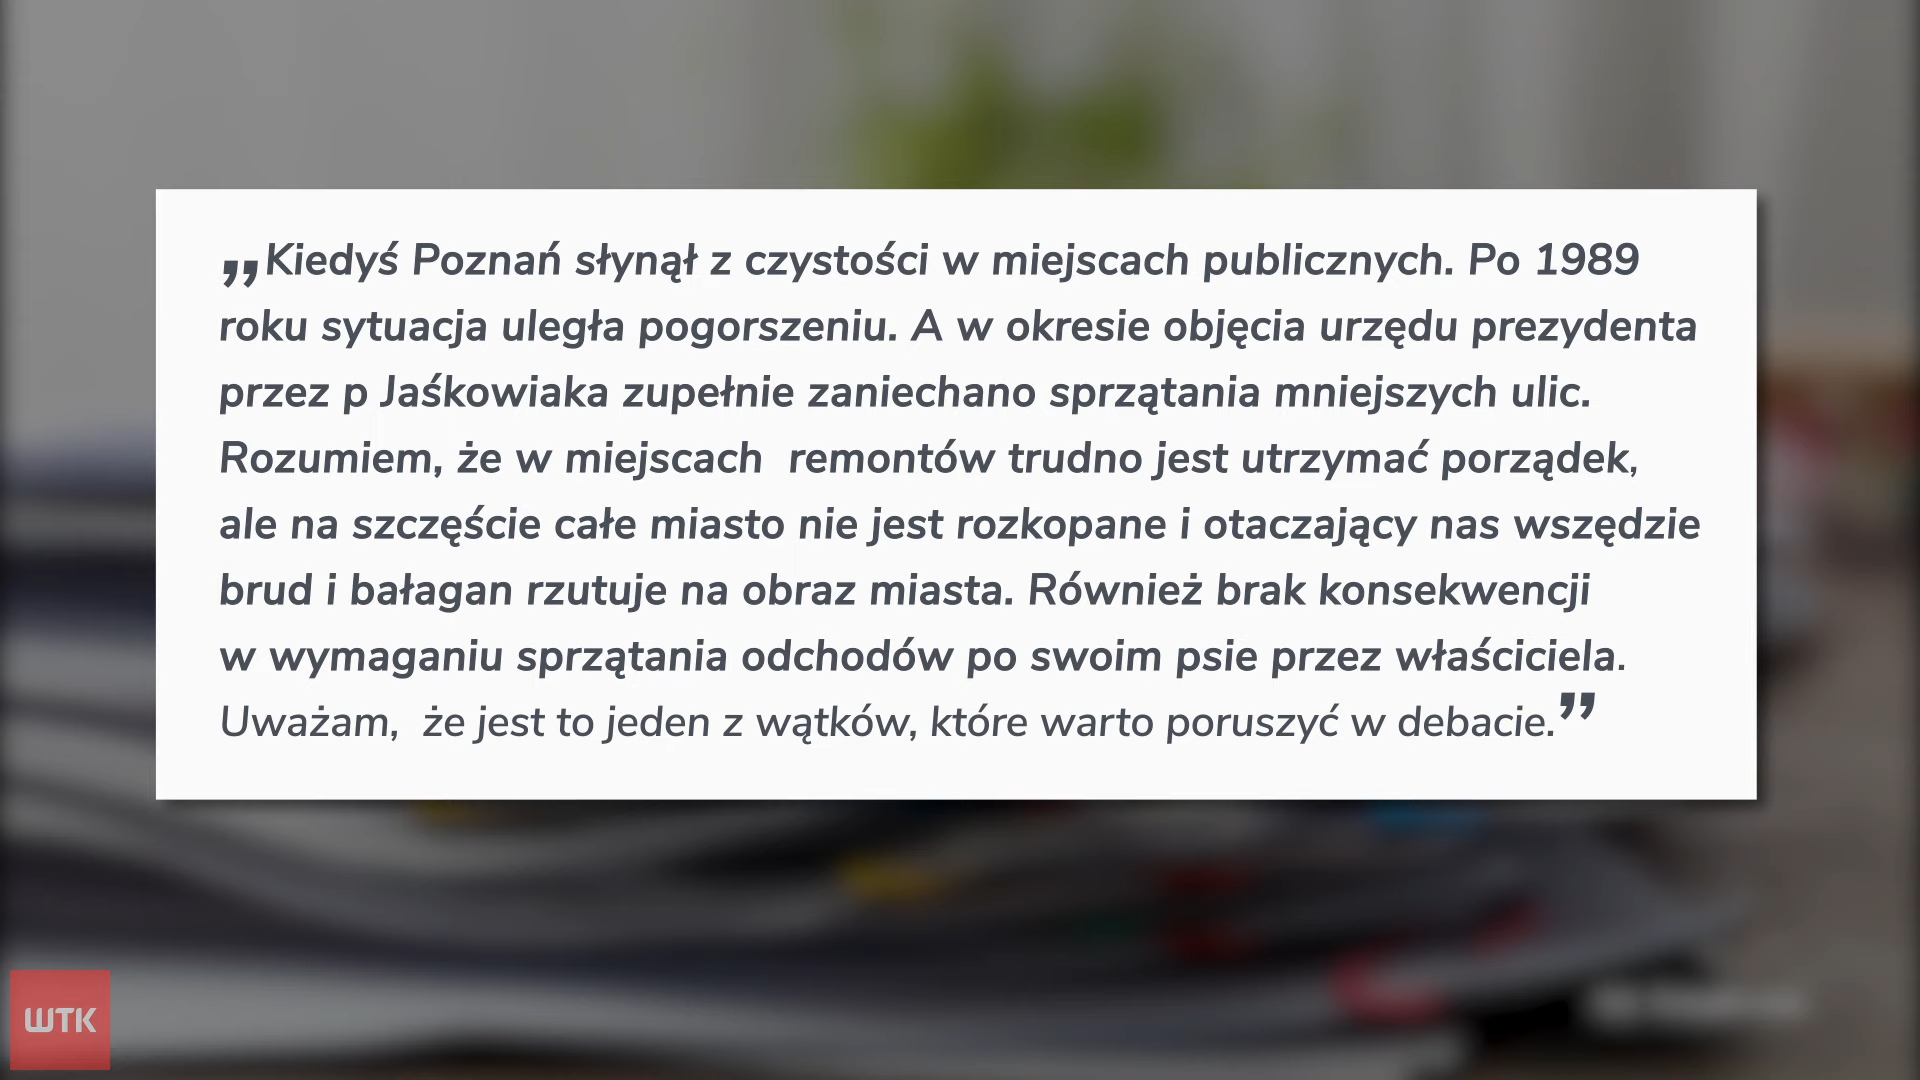 „Kiedyś Poznań słynął z czystości w miejscach publicznych. Po 1989
roku sytuacja uległa pogorszeniu. A w okresie objęcia urzędu prezydenta
przez p Jaśkowiaka zupełnie zaniechano sprzątania mniejszych ulic.
Rozumiem, że w miejscach  remontów trudno jest utrzymać porządek,
ale na szczęście całe miasto nie jest rozkopane i otaczający nas wszędzie
brud i bałagan rzutuje na obraz miasta. Również brak konsekwencji
w wymaganiu sprzątania odchodów po swoim psie przez właściciela.
Uważam,  że jest to jeden z wątków, które warto poruszyć w debacie.”
WTK